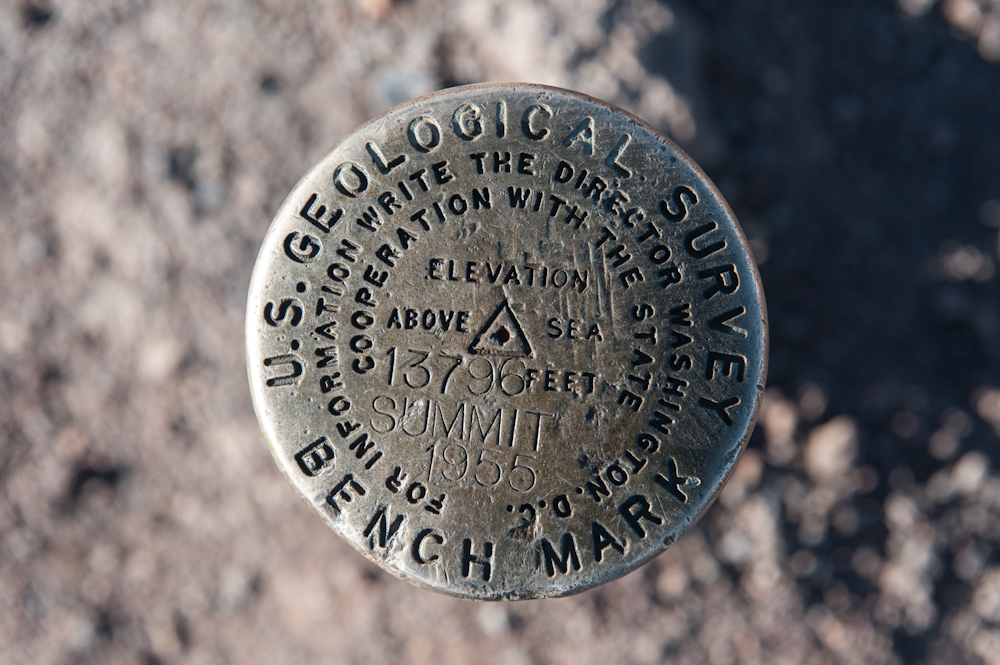 U.S. GEOLOGICAL SURVEY
BENCH MARK
FOR INFORMATION WRITE THE DIRECTOR WASHINGTON, D.C.
COOPERATION WITH THE STATE
ELEVATION
ABOVE SEA
13796 FEET
SUMMIT
1955